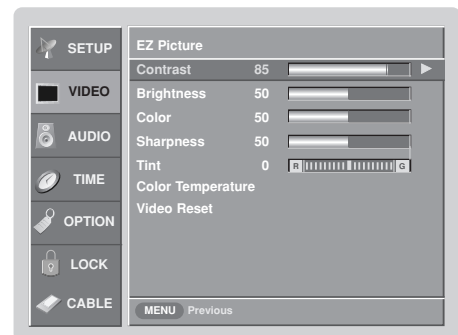 SETUP
VIDEO
AUDIO
TIME
OPTION
LOCK
CABLE
EZ Picture
Contrast 85
Brightness 50
Color 50
Sharpness 50
Tint 0 R G
Color Temperature
Video Reset
MENU Previous